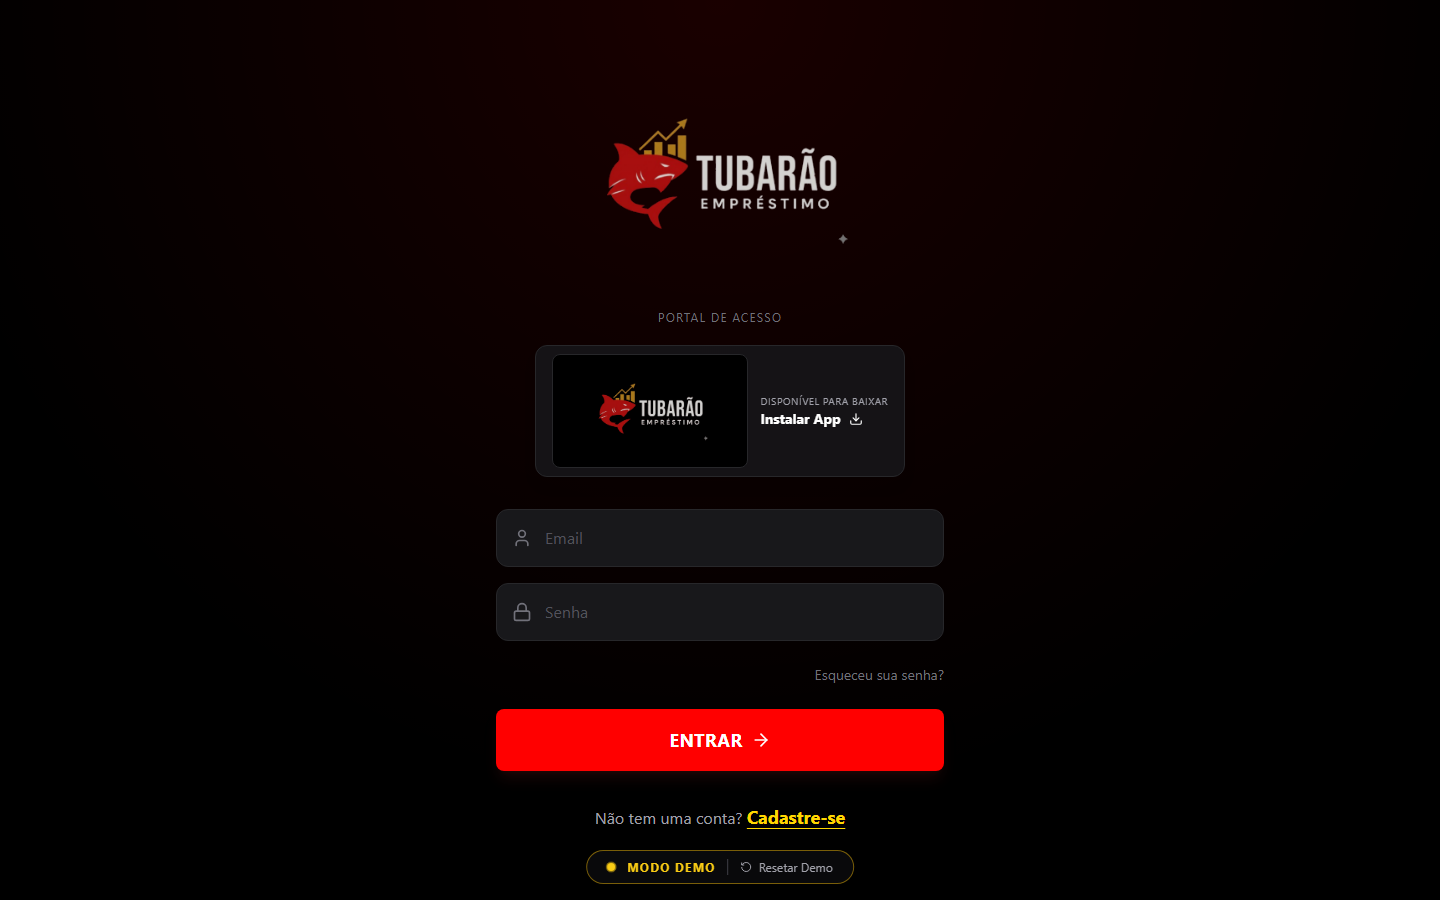 TUBARÃO
EMPRÉSTIMO
PORTAL DE ACESSO
TUBARÃO
EMPRÉSTIMO
DISPONÍVEL PARA BAIXAR
Instalar App
Email
Senha
Esqueceu sua senha?
ENTRAR
Não tem uma conta? Cadastre-se
MODO DEMO Resetar Demo